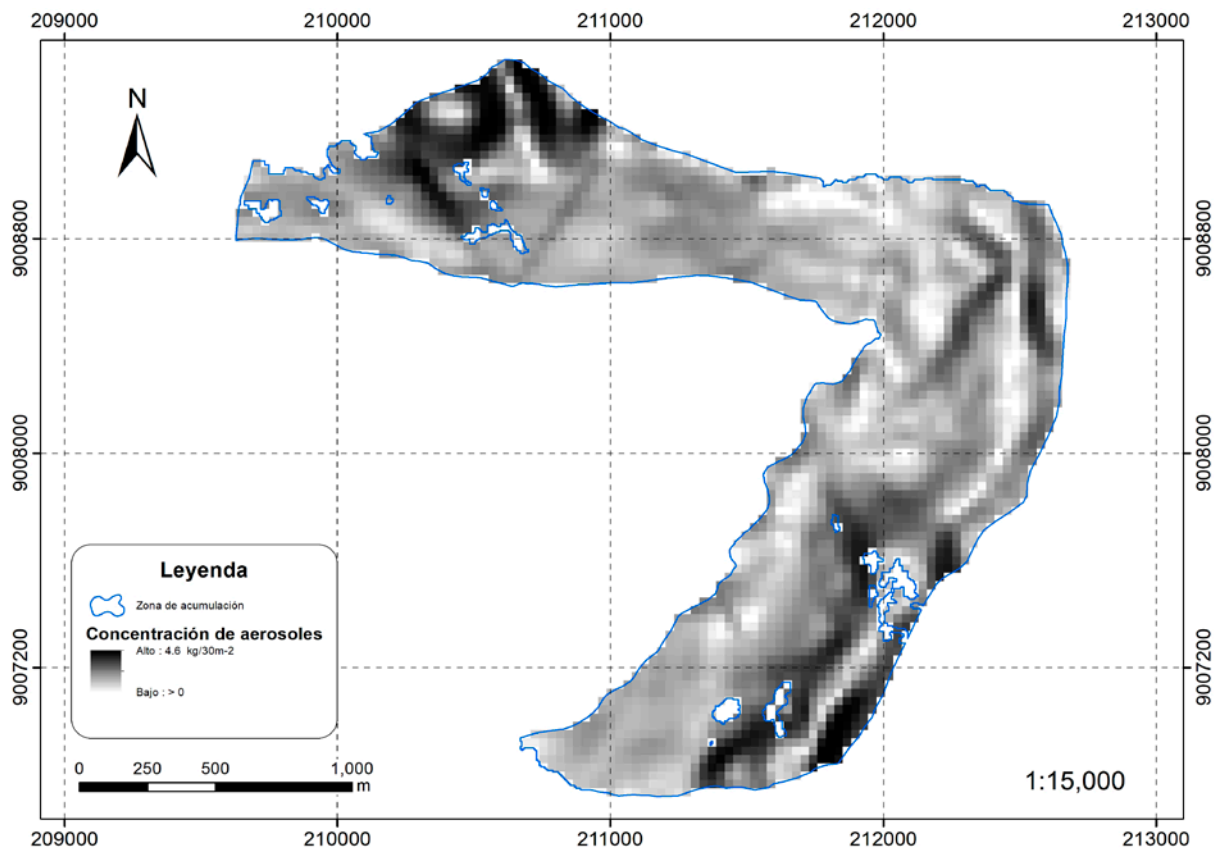 209000 210000 211000 212000 213000
N
9008800 9008800
9008000 9008000
9007200 9007200
Leyenda
Zona de acumulación
Concentración de aerosoles
Alto : 4.6 kg/30m-2
Bajo : > 0
0 250 500 1,000
m
1:15,000
209000 210000 211000 212000 213000